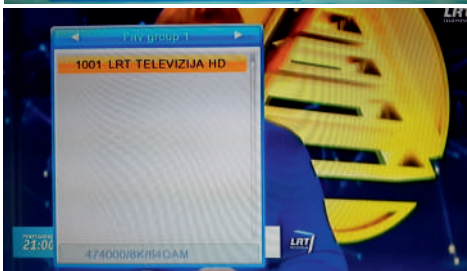 LRT
Fav group 1
1001 LRT TELEVIZIJA HD
21:00
LRT
474000/8K/64QAM